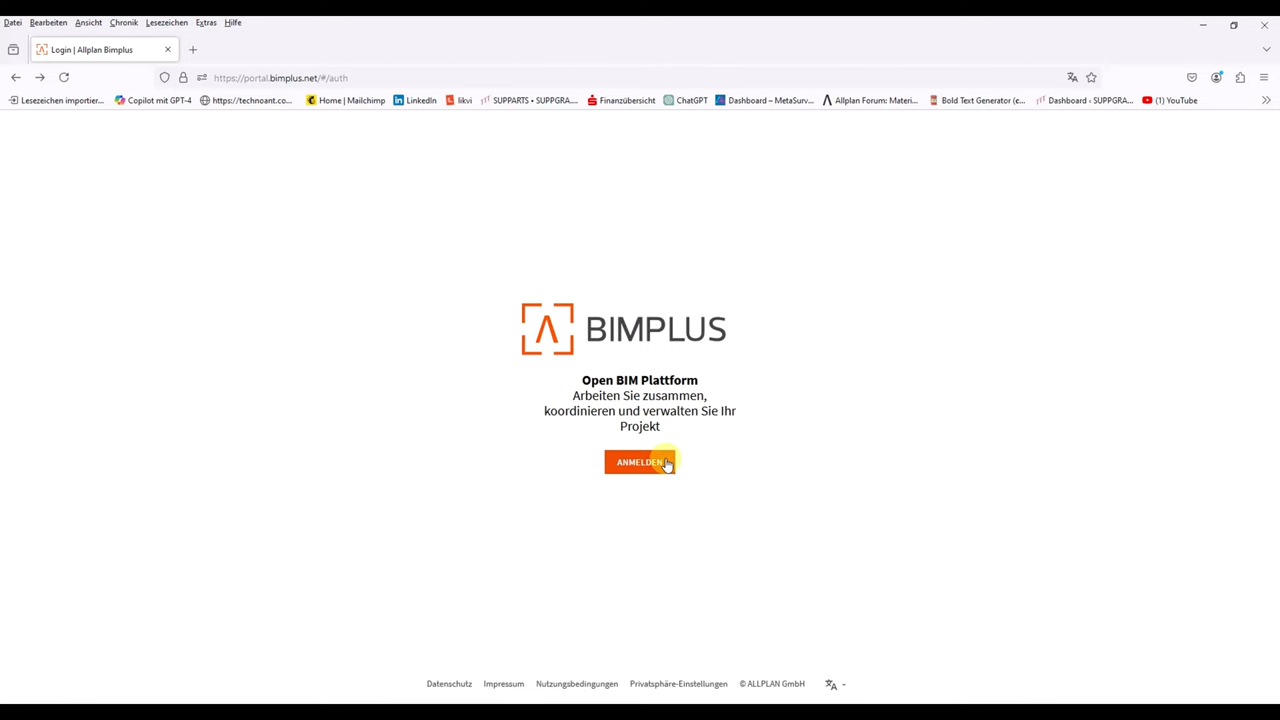 Datei Bearbeiten Ansicht Chronik Lesezeichen Extras Hilfe
Login | Allplan Bimplus
https://portal.bimplus.net/#/auth
Lesezeichen importier... Copilot mit GPT-4 https://technoant.co... Home | Mailchimp LinkedIn likvi SUPPARTS • SUPPGRA... Finanzübersicht ChatGPT Dashboard – MetaSurv... Allplan Forum: Materi... Bold Text Generator (𝗰... Dashboard ‹ SUPPGRA... (1) YouTube
BIMPLUS
Open BIM Plattform
Arbeiten Sie zusammen,
koordinieren und verwalten Sie Ihr
Projekt
ANMELDEN
Datenschutz Impressum Nutzungsbedingungen Privatsphäre-Einstellungen © ALLPLAN GmbH